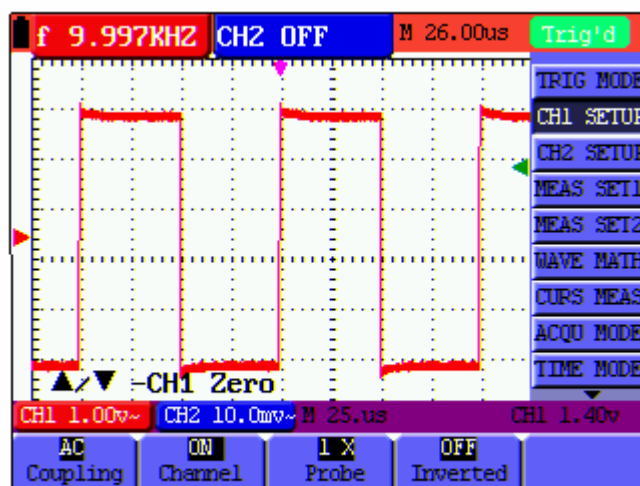 f 9.997KHZ CH2 OFF M 26.00us Trig'd
TRIG MODE
CH1 SETUP
CH2 SETUP
MEAS SET1
MEAS SET2
WAVE MATH
CURS MEAS
ACQU MODE
TIME MODE
▲/▼ -CH1 Zero
CH1 1.00v~ CH2 10.0mv~ M 25.us CH1 1.40v
AC ON 1 X OFF
Coupling Channel Probe Inverted